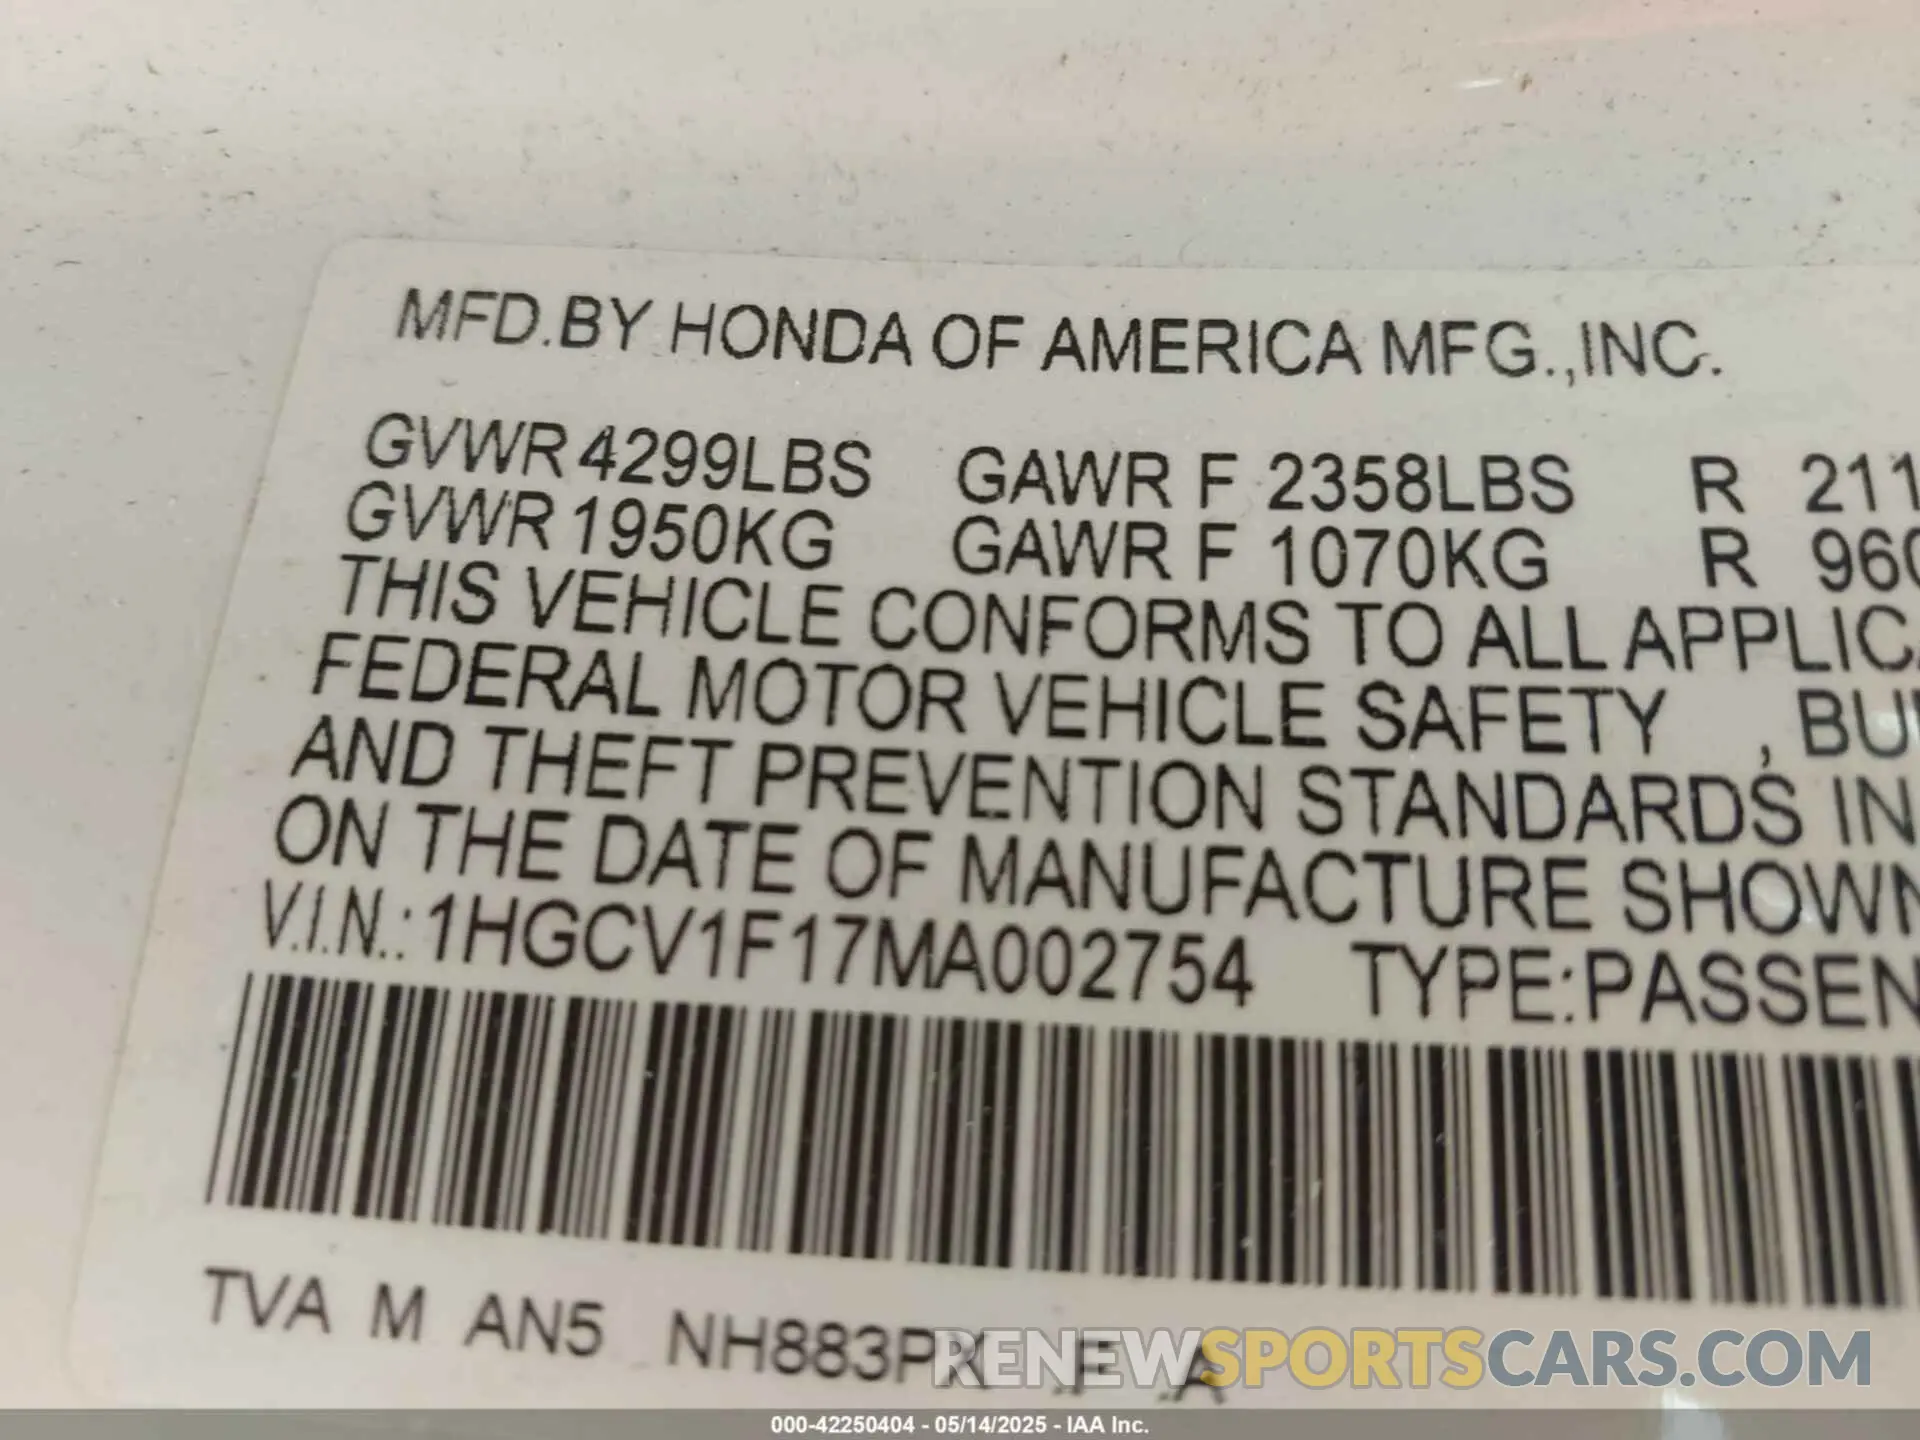 MFD.BY HONDA OF AMERICA MFG.,INC.
GVWR 4299LBS GAWR F 2358LBS R 211
GVWR 1950KG GAWR F 1070KG R 960
THIS VEHICLE CONFORMS TO ALL APPLICA
FEDERAL MOTOR VEHICLE SAFETY , BU
AND THEFT PREVENTION STANDARDS IN
ON THE DATE OF MANUFACTURE SHOWN
V.I.N.: 1HGCV1F17MA002754 TYPE:PASSEN
TVA M AN5 NH883PX F A
RENEWSPORTSCARS.COM
000-42250404 - 05/14/2025 - IAA Inc.